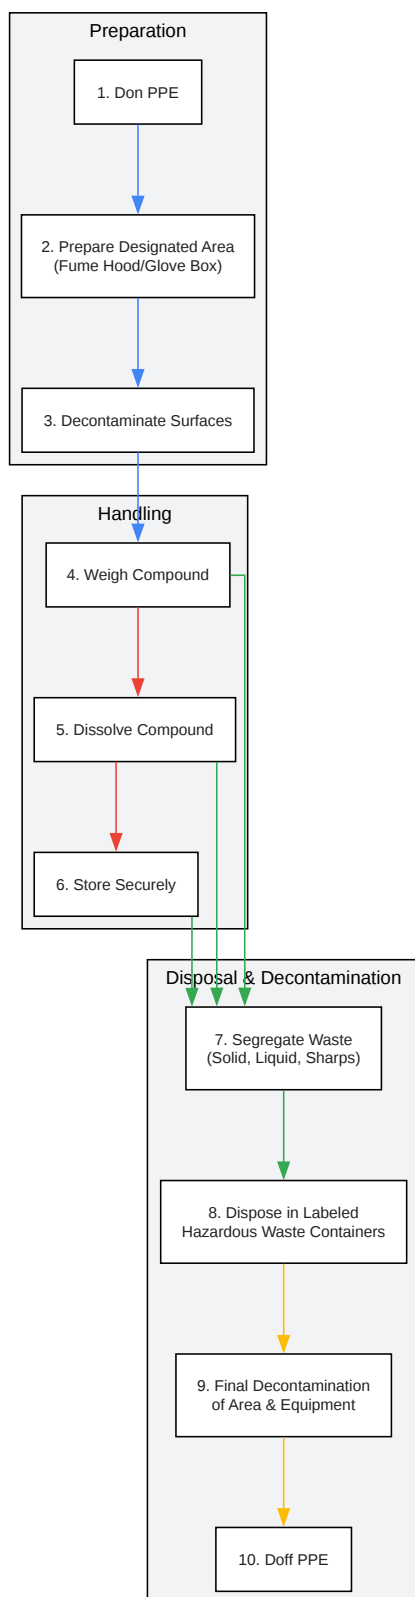 Preparation
1. Don PPE
2. Prepare Designated Area
(Fume Hood/Glove Box)
3. Decontaminate Surfaces
Handling
4. Weigh Compound
5. Dissolve Compound
6. Store Securely
Disposal & Decontamination
7. Segregate Waste
(Solid, Liquid, Sharps)
8. Dispose in Labeled
Hazardous Waste Containers
9. Final Decontamination
of Area & Equipment
10. Doff PPE